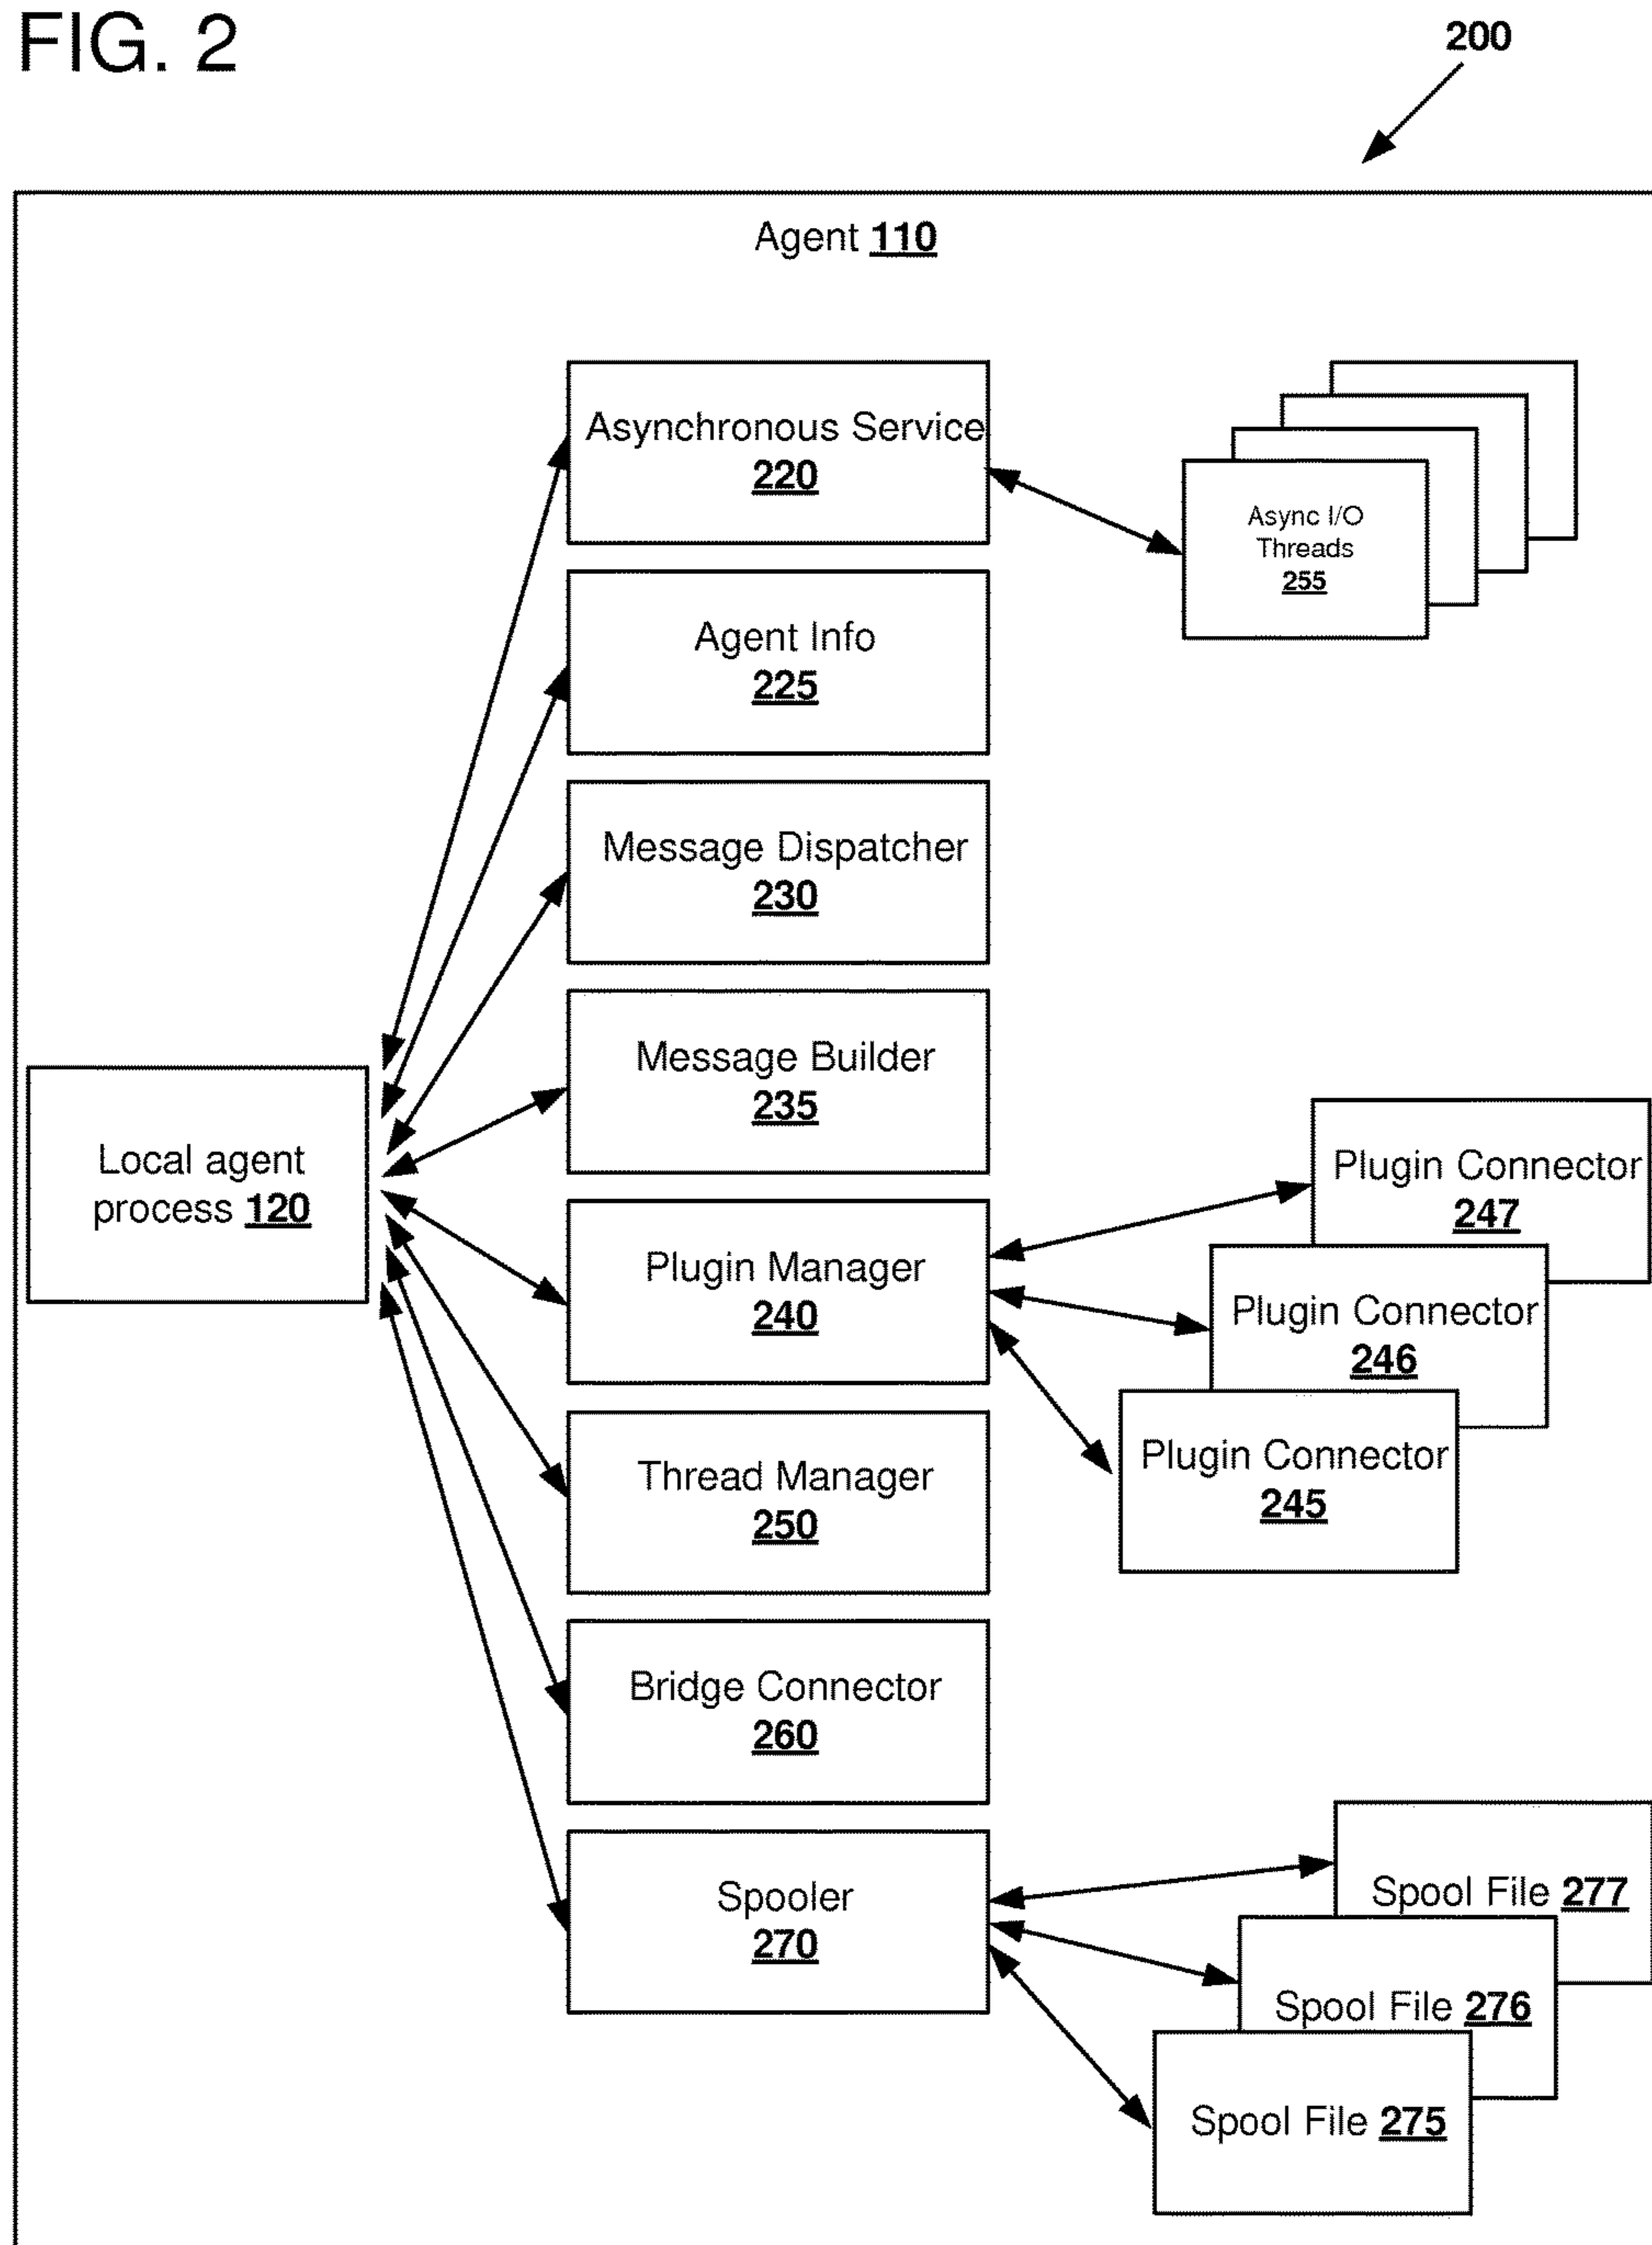 FIG. 2
200
Agent 110
Asynchronous Service
220
Async I/O
Threads
255
Agent Info
225
Message Dispatcher
230
Message Builder
235
Local agent
process 120
Plugin Manager
240
Plugin Connector
247
Plugin Connector
246
Plugin Connector
245
Thread Manager
250
Bridge Connector
260
Spooler
270
Spool File 277
Spool File 276
Spool File 275